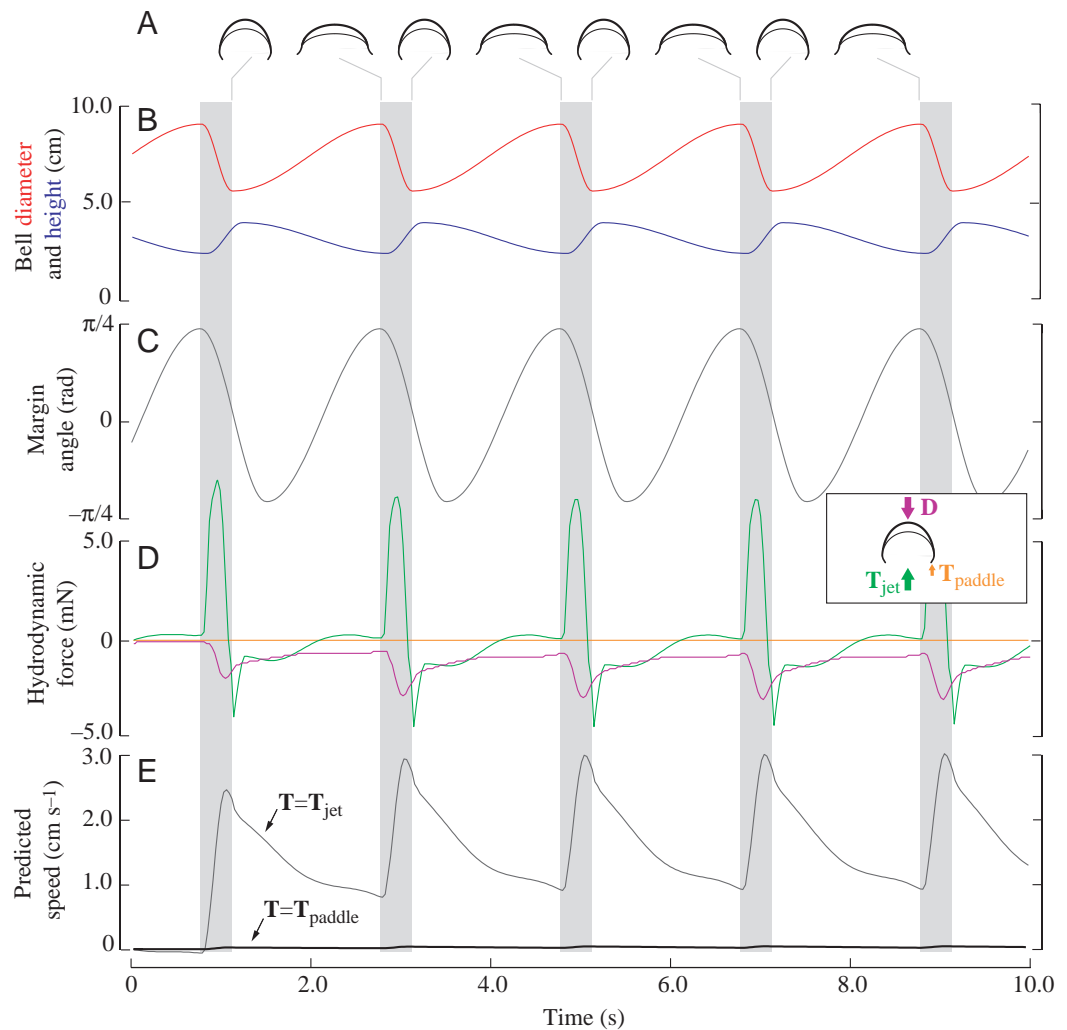 A
B
10.0
5.0
0
Bell diameter
and height (cm)
C
π/4
0
–π/4
Margin
angle (rad)
D
5.0
0
–5.0
Hydrodynamic
force (mN)
D
T_jet
T_paddle
E
3.0
2.0
1.0
0
Predicted
speed (cm s⁻¹)
T=T_jet
T=T_paddle
0 2.0 4.0 6.0 8.0 10.0
Time (s)